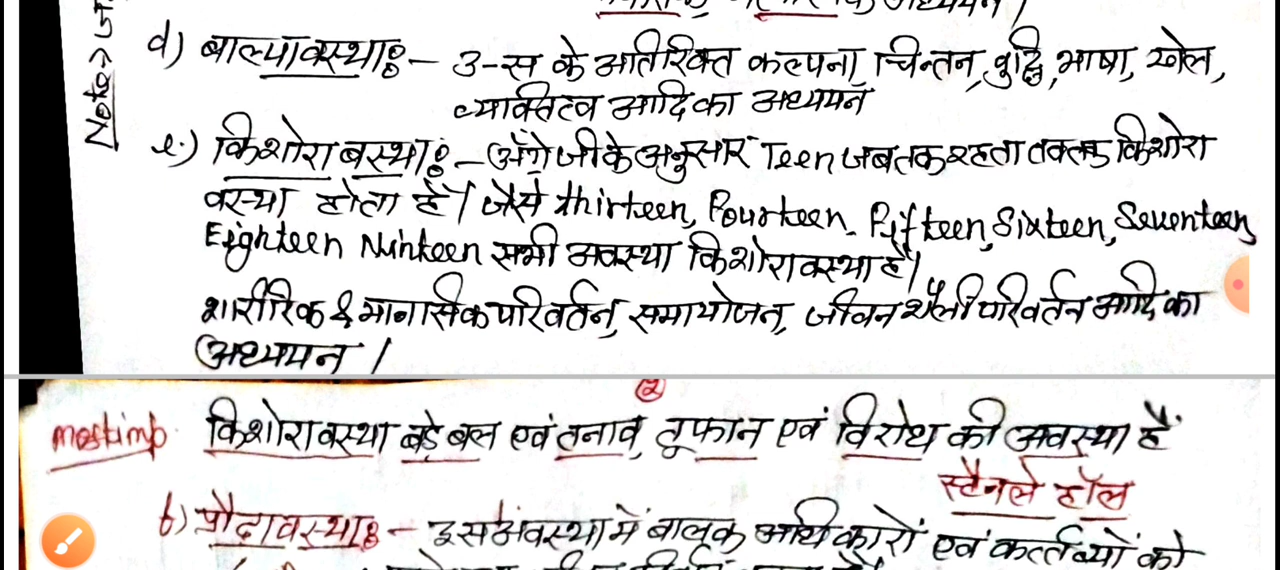 Note →
d) बाल्यावस्था :- उ-स के अतिरिक्त कल्पना, चिन्तन, बुद्धि, भाषा, खेल,
व्यक्तित्व आदि का अध्ययन
e.) किशोरावस्था :- अंग्रेजी के अनुसार Teen जब तक रहता तब तक किशोरा
वस्था होता है। जैसे thirteen, Fourteen, Fifteen, Sixteen, Seventeen,
Eighteen Ninteen सभी अवस्था किशोरावस्था है।
शारीरिक & मानसिक परिवर्तन, समायोजन, जीवन शैली परिवर्तन आदि का
अध्ययन।
२
most imp किशोरावस्था बड़े बल एवं तनाव, तूफान एवं विरोध की अवस्था है
स्टैनले हॉल
f) प्रौढ़ावस्था :- इस अवस्था में बालक अधिकारों एवं कर्त्तव्यों को